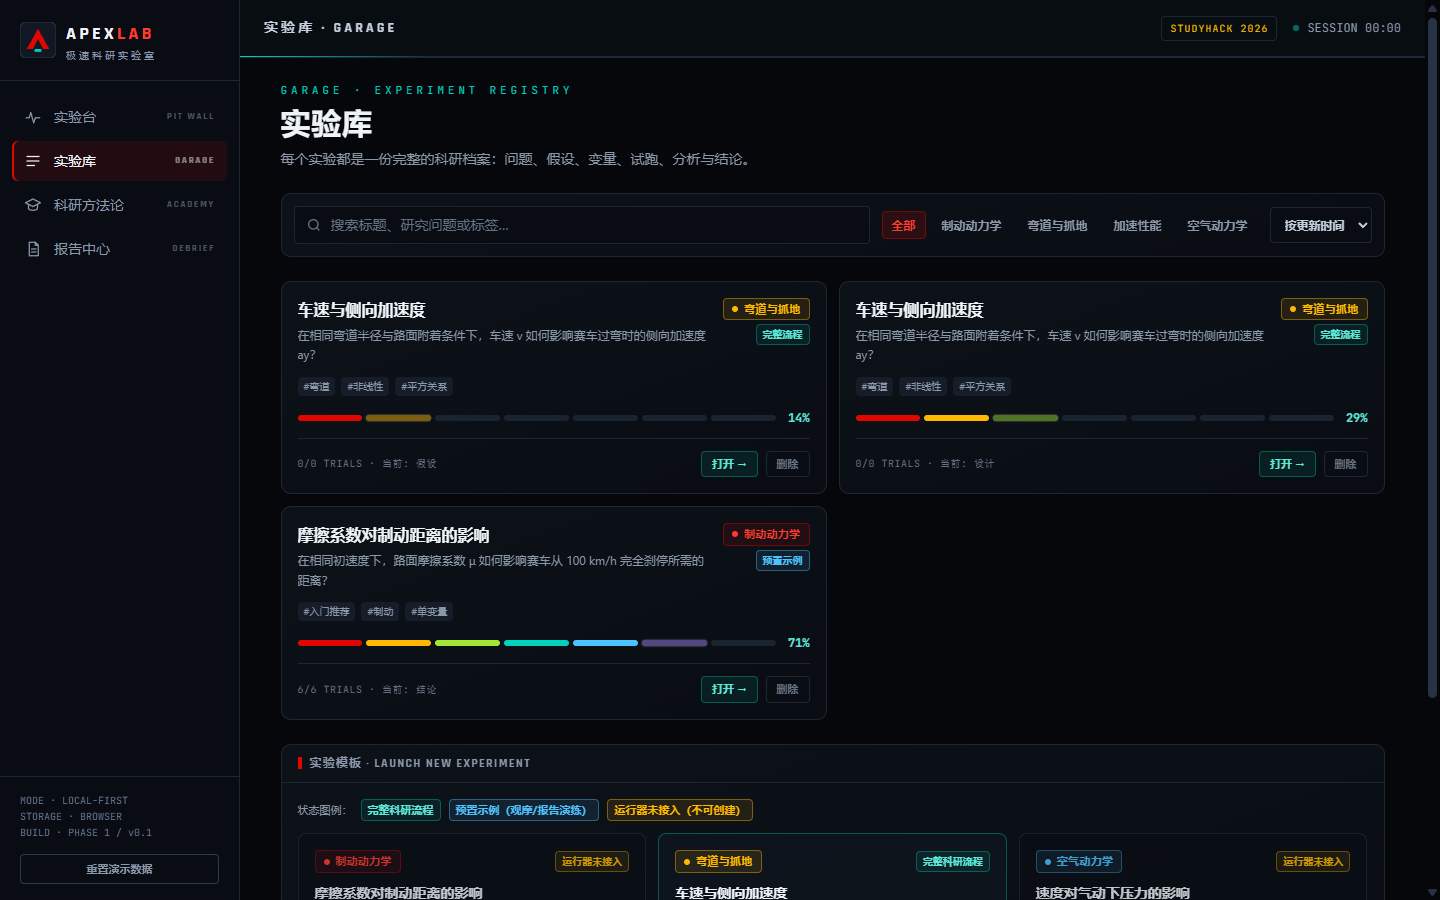 APEXLAB
极速科研实验室
实验台 PIT WALL
实验库 GARAGE
科研方法论 ACADEMY
报告中心 DEBRIEF
MODE · LOCAL-FIRST
STORAGE · BROWSER
BUILD · PHASE 1 / v0.1
重置演示数据
实验库 · GARAGE
STUDYHACK 2026
SESSION 00:00
GARAGE · EXPERIMENT REGISTRY
实验库
每个实验都是一份完整的科研档案：问题、假设、变量、试跑、分析与结论。
搜索标题、研究问题或标签...
全部 制动动力学 弯道与抓地 加速性能 空气动力学 按更新时间
车速与侧向加速度 弯道与抓地
在相同弯道半径与路面附着条件下，车速 v 如何影响赛车过弯时的侧向加速度 完整流程
ay?
#弯道 #非线性 #平方关系
14%
0/0 TRIALS · 当前: 假设 打开 → 删除
车速与侧向加速度 弯道与抓地
在相同弯道半径与路面附着条件下，车速 v 如何影响赛车过弯时的侧向加速度 完整流程
ay?
#弯道 #非线性 #平方关系
29%
0/0 TRIALS · 当前: 设计 打开 → 删除
摩擦系数对制动距离的影响 制动动力学
在相同初速度下，路面摩擦系数 μ 如何影响赛车从 100 km/h 完全刹停所需的 预置示例
距离?
#入门推荐 #制动 #单变量
71%
6/6 TRIALS · 当前: 结论 打开 → 删除
实验模板 · LAUNCH NEW EXPERIMENT
状态图例： 完整科研流程 预置示例（观摩/报告演练） 运行器未接入（不可创建）
制动动力学 运行器未接入
摩擦系数对制动距离的影响
弯道与抓地 完整科研流程
车速与侧向加速度
空气动力学 运行器未接入
速度对气动下压力的影响